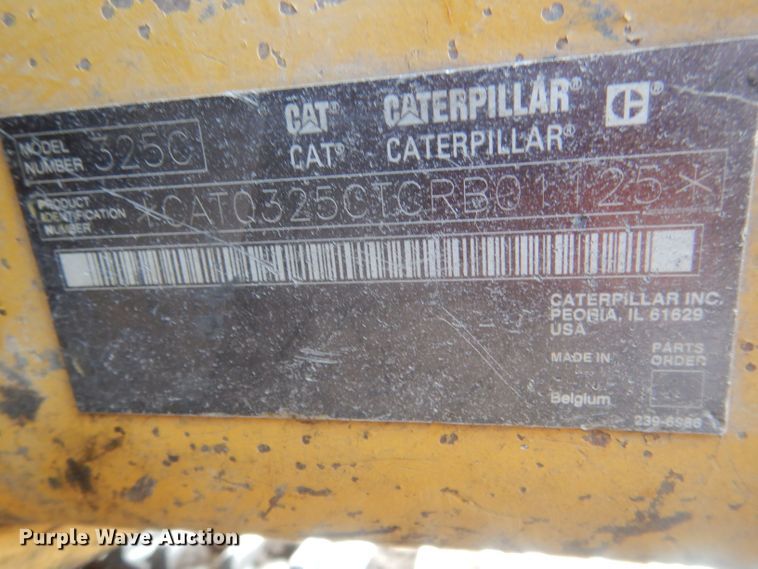 CAT® CATERPILLAR®
CAT® CATERPILLAR®
MODEL NUMBER 325C
PRODUCT IDENTIFICATION NUMBER *CAT0325CTCRB01125*
CATERPILLAR INC.
PEORIA, IL 61629
USA
MADE IN
Belgium
PARTS ORDER
239-6986
Purple Wave Auction